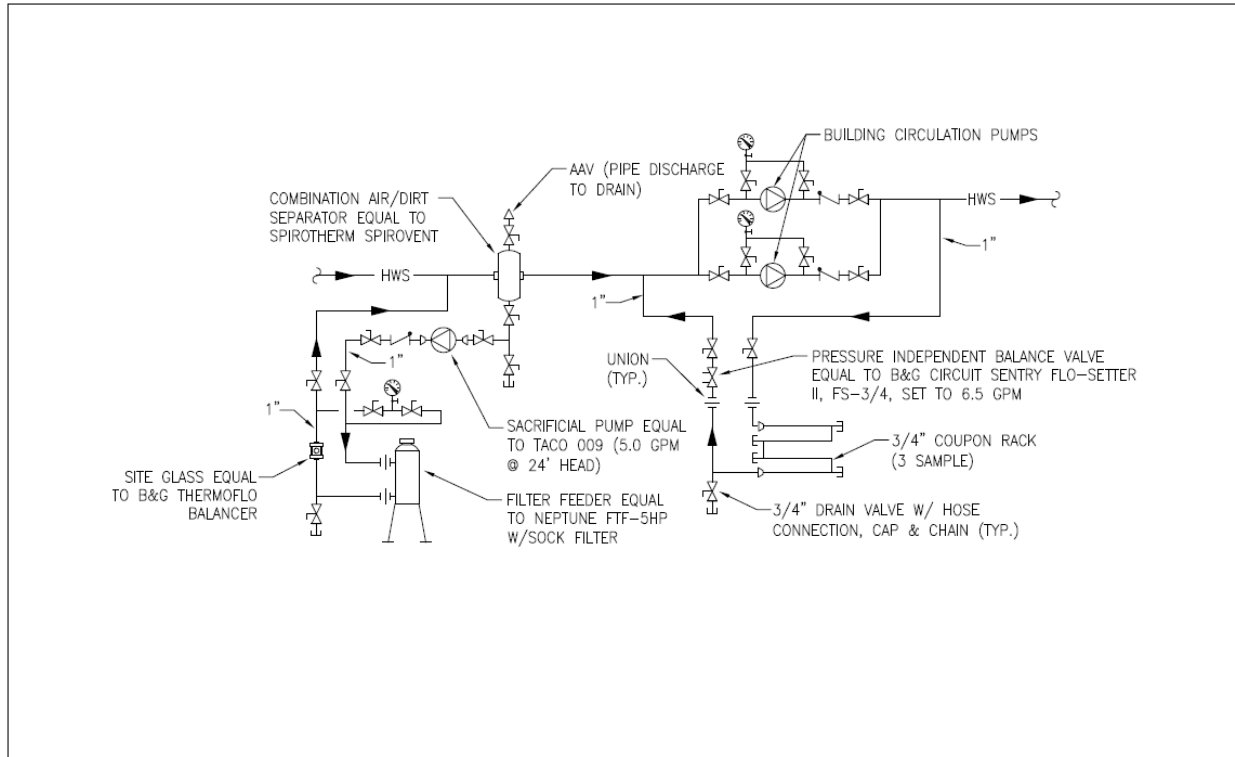 BUILDING CIRCULATION PUMPS
AAV (PIPE DISCHARGE
TO DRAIN)
COMBINATION AIR/DIRT
SEPARATOR EQUAL TO
SPIROTHERM SPIROVENT
HWS
1"
HWS
1"
1"
UNION
(TYP.)
PRESSURE INDEPENDENT BALANCE VALVE
EQUAL TO B&G CIRCUIT SENTRY FLO-SETTER
II, FS-3/4, SET TO 6.5 GPM
1"
SACRIFICIAL PUMP EQUAL
TO TACO 009 (5.0 GPM
@ 24' HEAD)
3/4" COUPON RACK
(3 SAMPLE)
SITE GLASS EQUAL
TO B&G THERMOFLO
BALANCER
FILTER FEEDER EQUAL
TO NEPTUNE FTF-5HP
W/SOCK FILTER
3/4" DRAIN VALVE W/ HOSE
CONNECTION, CAP & CHAIN (TYP.)